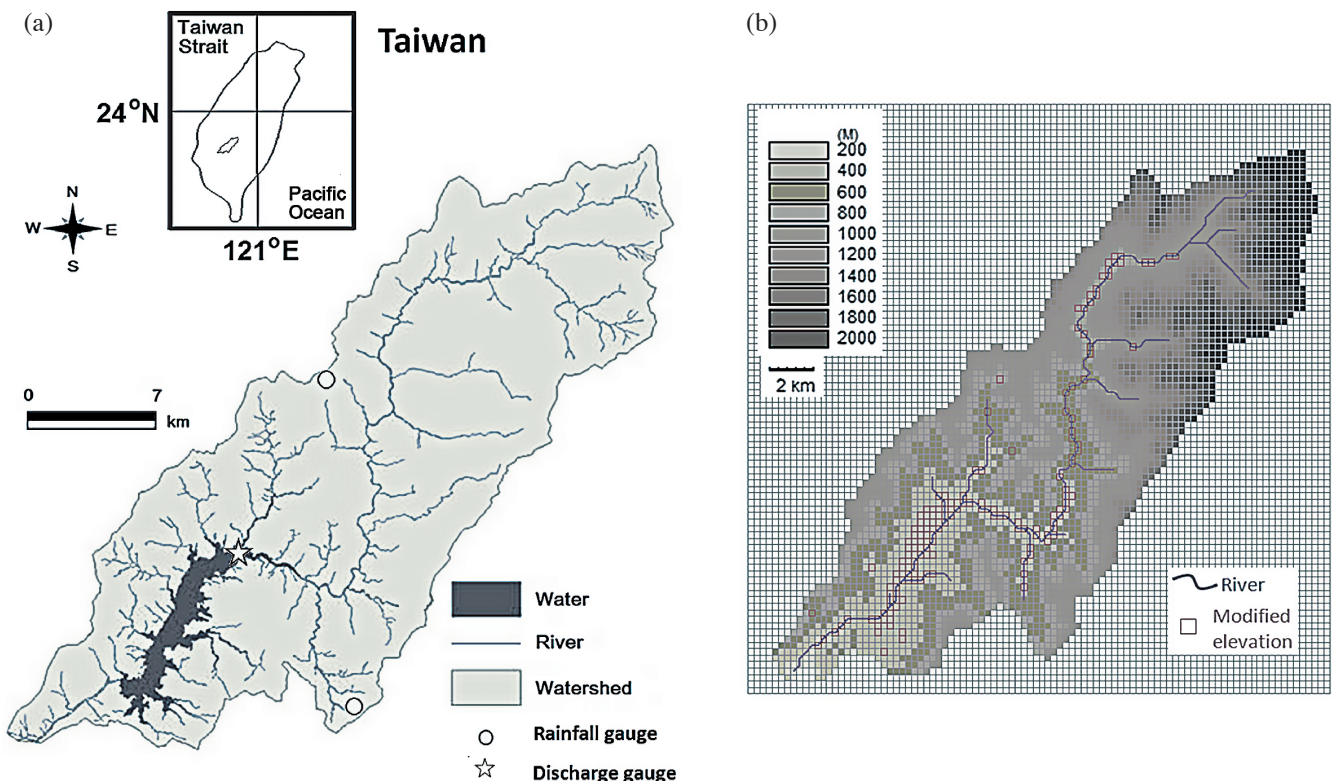 (a)
Taiwan
Strait
Taiwan
24°N
Pacific
Ocean
121°E
N
W
E
S
0
7
km
Water
River
Watershed
Rainfall gauge
Discharge gauge
(b)
(M)
200
400
600
800
1000
1200
1400
1600
1800
2000
2 km
River
Modified
elevation